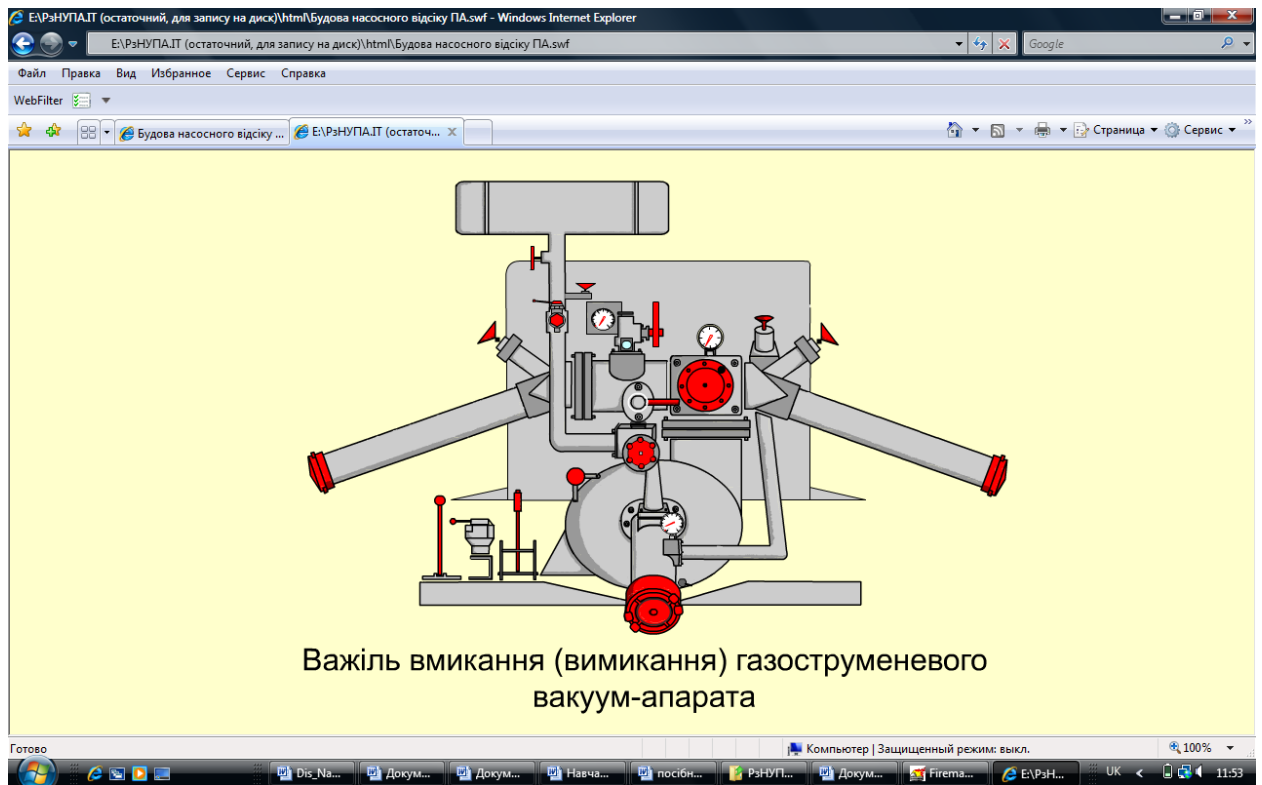 E:\РзНУПА.ІТ (остаточний, для запису на диск)\html\Будова насосного відсіку ПА.swf - Windows Internet Explorer
E:\РзНУПА.ІТ (остаточний, для запису на диск)\html\Будова насосного відсіку ПА.swf
Google
Файл Правка Вид Избранное Сервис Справка
WebFilter
Будова насосного відсіку ... E:\РзНУПА.ІТ (остаточ... Страница Сервис
Важіль вмикання (вимикання) газоструменевого
вакуум-апарата
Готово Компьютер | Защищенный режим: выкл. 100%
Dis_Na... Докум... Докум... Навча... посібн... РзНУП... Докум... Firema... E:\РзН... UK 11:53